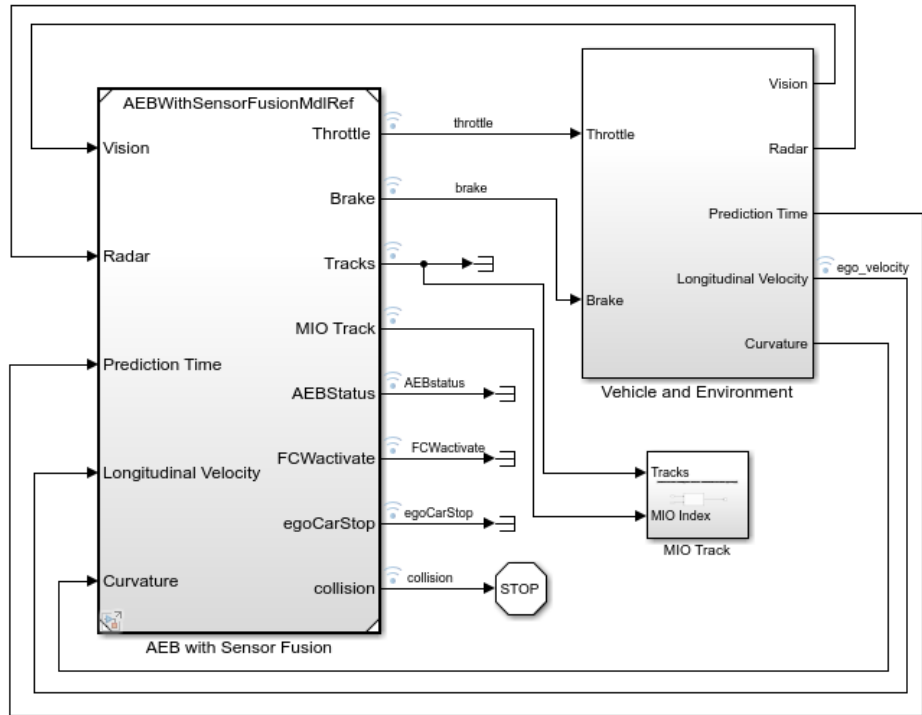 AEBWithSensorFusionMdlRef
Vision
Radar
Prediction Time
Longitudinal Velocity
Curvature
Throttle
Brake
Tracks
MIO Track
AEBStatus
FCWactivate
egoCarStop
collision
AEB with Sensor Fusion
throttle
brake
AEBstatus
FCWactivate
egoCarStop
collision
STOP
Throttle
Brake
Vision
Radar
Prediction Time
Longitudinal Velocity
Curvature
ego_velocity
Vehicle and Environment
Tracks
MIO Index
MIO Track